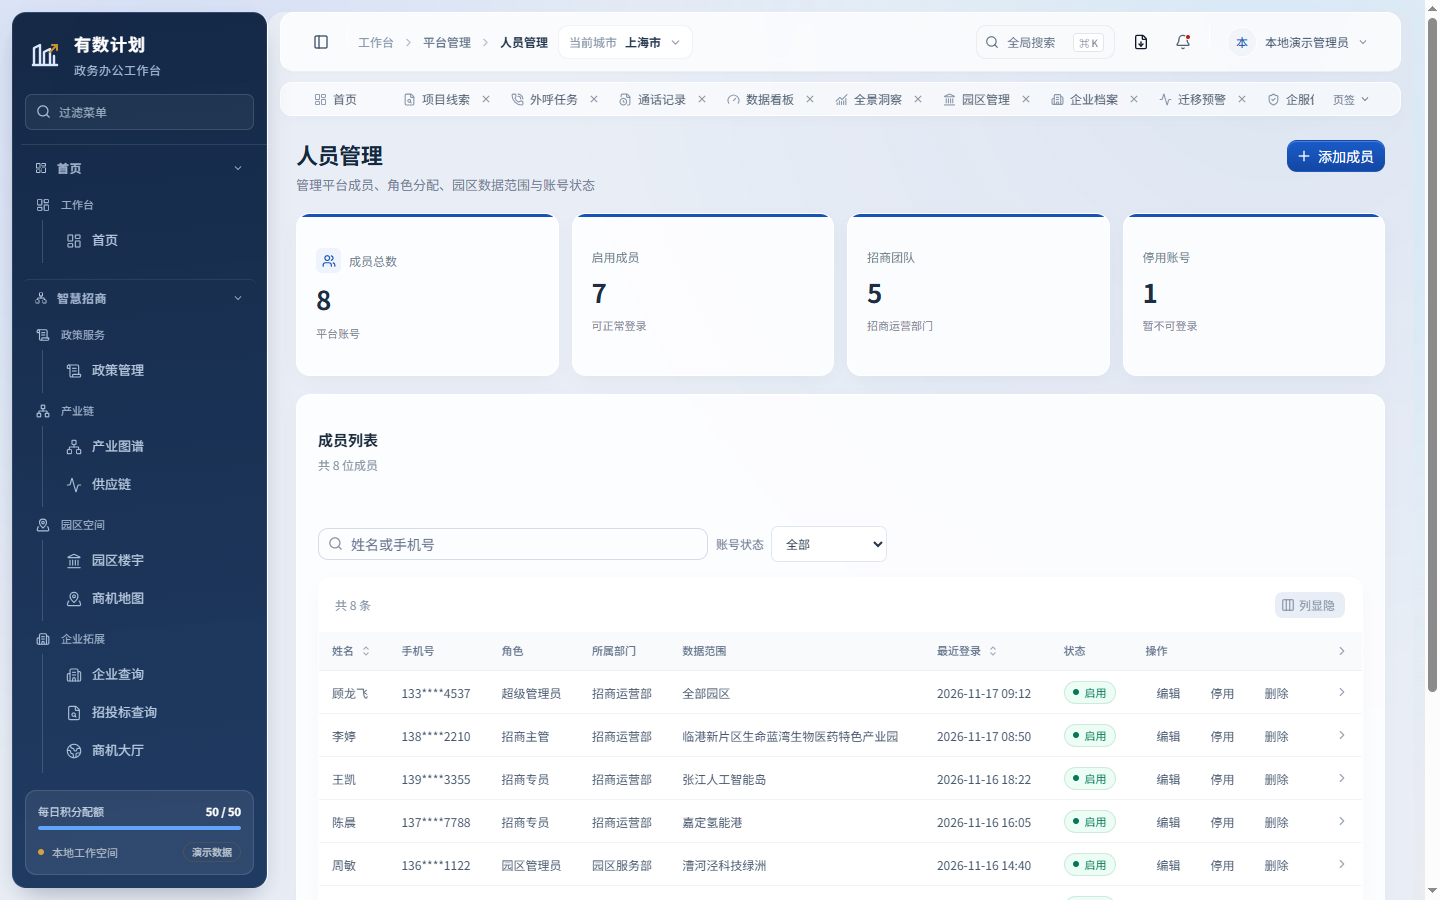 有数计划
政务办公工作台
过滤菜单
首页
工作台
首页
智慧招商
政策服务
政策管理
产业链
产业图谱
供应链
园区空间
园区楼宇
商机地图
企业拓展
企业查询
招投标查询
商机大厅
每日积分配额 50 / 50
本地工作空间 演示数据
工作台 平台管理 人员管理 当前城市 上海市 全局搜索 ⌘K 本 本地演示管理员
首页 项目线索 外呼任务 通话记录 数据看板 全景洞察 园区管理 企业档案 迁移预警 企服 页签
人员管理
管理平台成员、角色分配、园区数据范围与账号状态
添加成员
成员总数
8
平台账号
启用成员
7
可正常登录
招商团队
5
招商运营部门
停用账号
1
暂不可登录
成员列表
共 8 位成员
姓名或手机号 账号状态 全部
共 8 条 列显隐
姓名 手机号 角色 所属部门 数据范围 最近登录 状态 操作
顾龙飞 133****4537 超级管理员 招商运营部 全部园区 2026-11-17 09:12 启用 编辑 停用 删除
李婷 138****2210 招商主管 招商运营部 临港新片区生命蓝湾生物医药特色产业园 2026-11-17 08:50 启用 编辑 停用 删除
王凯 139****3355 招商专员 招商运营部 张江人工智能岛 2026-11-16 18:22 启用 编辑 停用 删除
陈晨 137****7788 招商专员 招商运营部 嘉定氢能港 2026-11-16 16:05 启用 编辑 停用 删除
周敏 136****1122 园区管理员 园区服务部 漕河泾科技绿洲 2026-11-16 14:40 启用 编辑 停用 删除